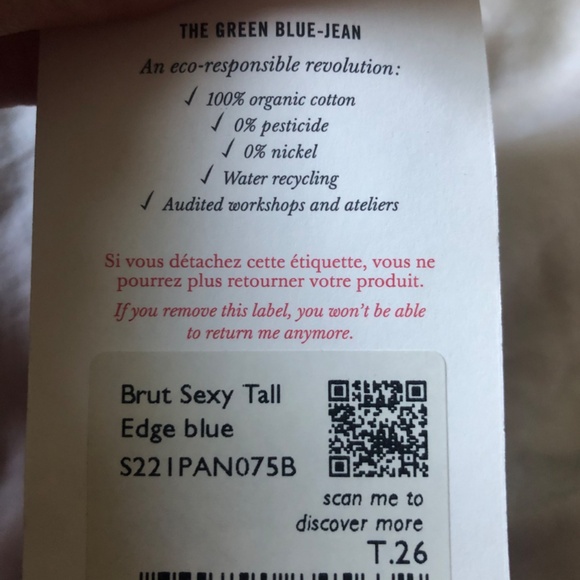 THE GREEN BLUE-JEAN
An eco-responsible revolution:
✓ 100% organic cotton
✓ 0% pesticide
✓ 0% nickel
✓ Water recycling
✓ Audited workshops and ateliers
Si vous détachez cette étiquette, vous ne
pourrez plus retourner votre produit.
If you remove this label, you won't be able
to return me anymore.
Brut Sexy Tall
Edge blue
S221PAN075B
scan me to
discover more
T.26